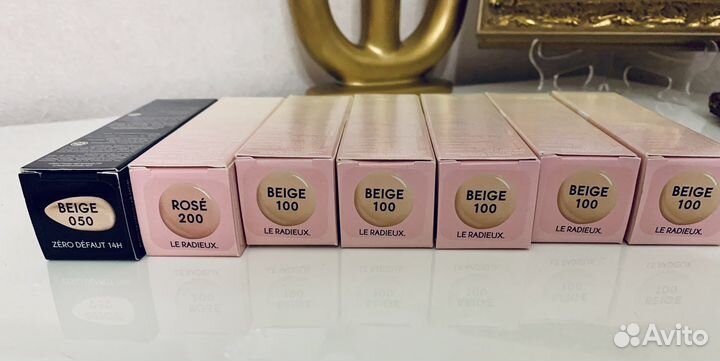 BEIGE
050
ZÉRO DÉFAUT 14H
ROSÉ
200
LE RADIEUX.
BEIGE
100
LE RADIEUX.
BEIGE
100
LE RADIEUX.
BEIGE
100
LE RADIEUX.
BEIGE
100
LE RADIEUX.
BEIGE
100
LE RADIEUX.
Avito